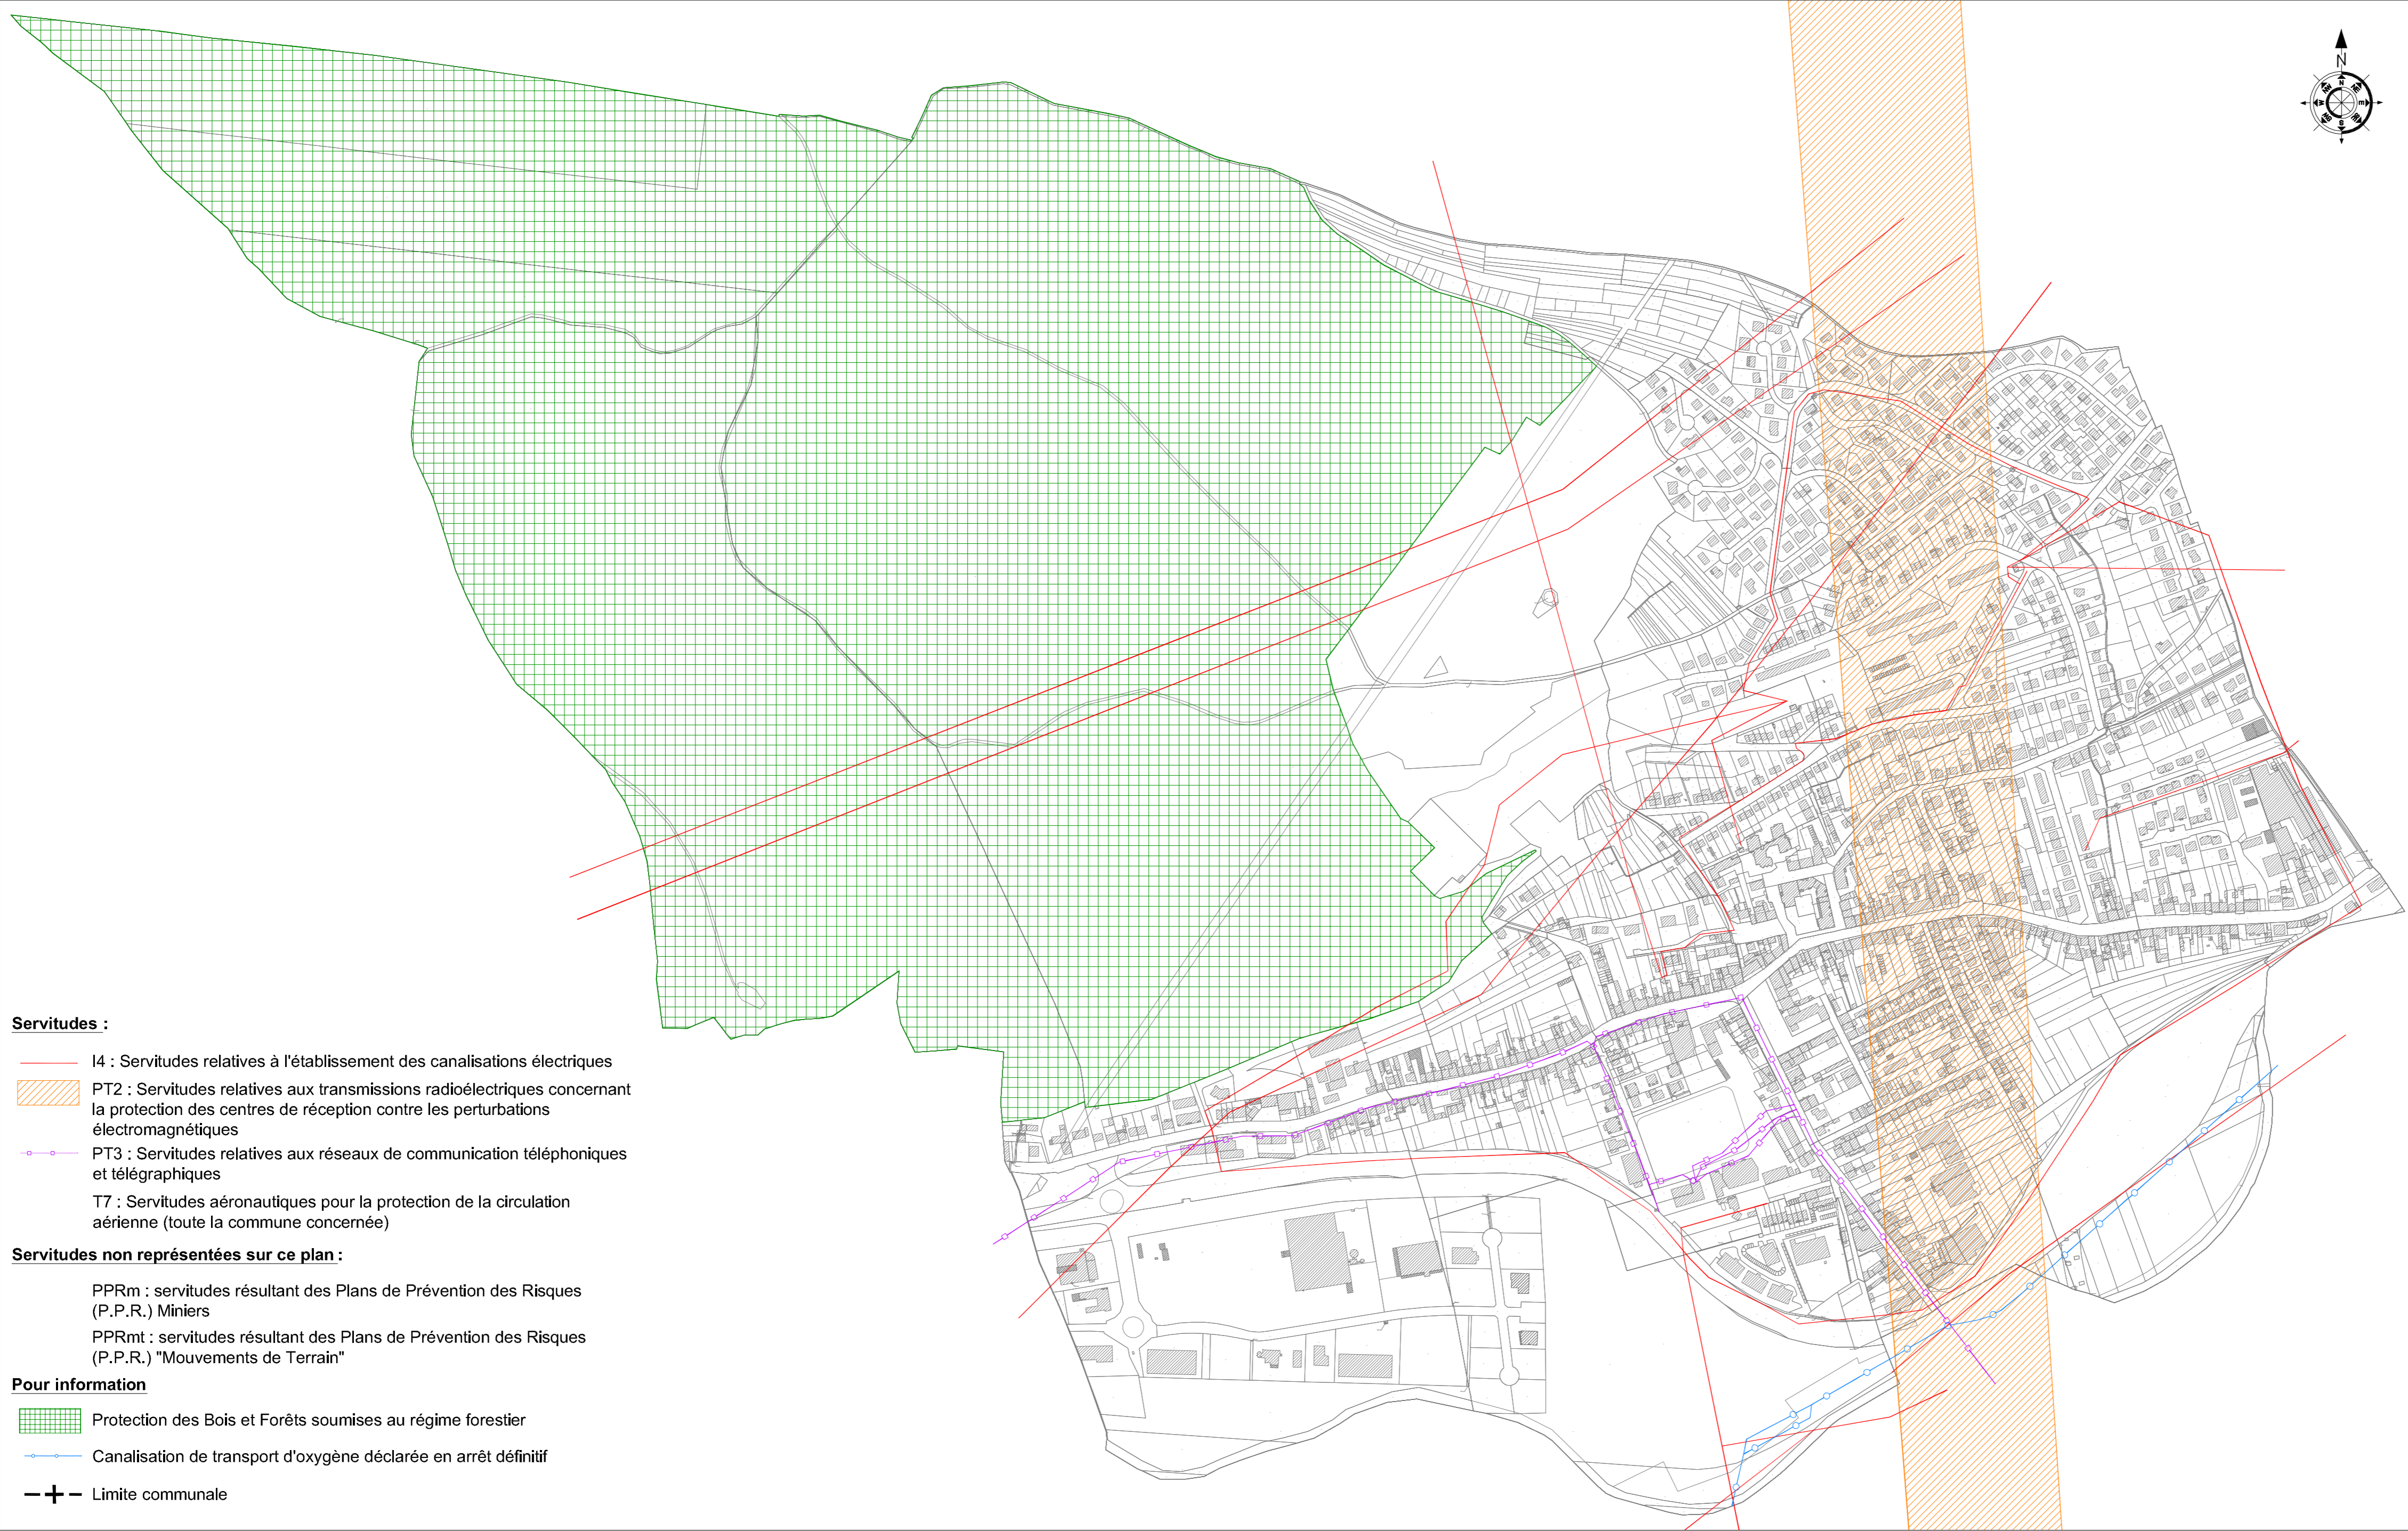 N
N
NE
E
SE
S
SW
W
NW
Servitudes :
I4 : Servitudes relatives à l'établissement des canalisations électriques
PT2 : Servitudes relatives aux transmissions radioélectriques concernant
la protection des centres de réception contre les perturbations
électromagnétiques
PT3 : Servitudes relatives aux réseaux de communication téléphoniques
et télégraphiques
T7 : Servitudes aéronautiques pour la protection de la circulation
aérienne (toute la commune concernée)
Servitudes non représentées sur ce plan :
PPRm : servitudes résultant des Plans de Prévention des Risques
(P.P.R.) Miniers
PPRmt : servitudes résultant des Plans de Prévention des Risques
(P.P.R.) "Mouvements de Terrain"
Pour information
Protection des Bois et Forêts soumises au régime forestier
Canalisation de transport d'oxygène déclarée en arrêt définitif
Limite communale